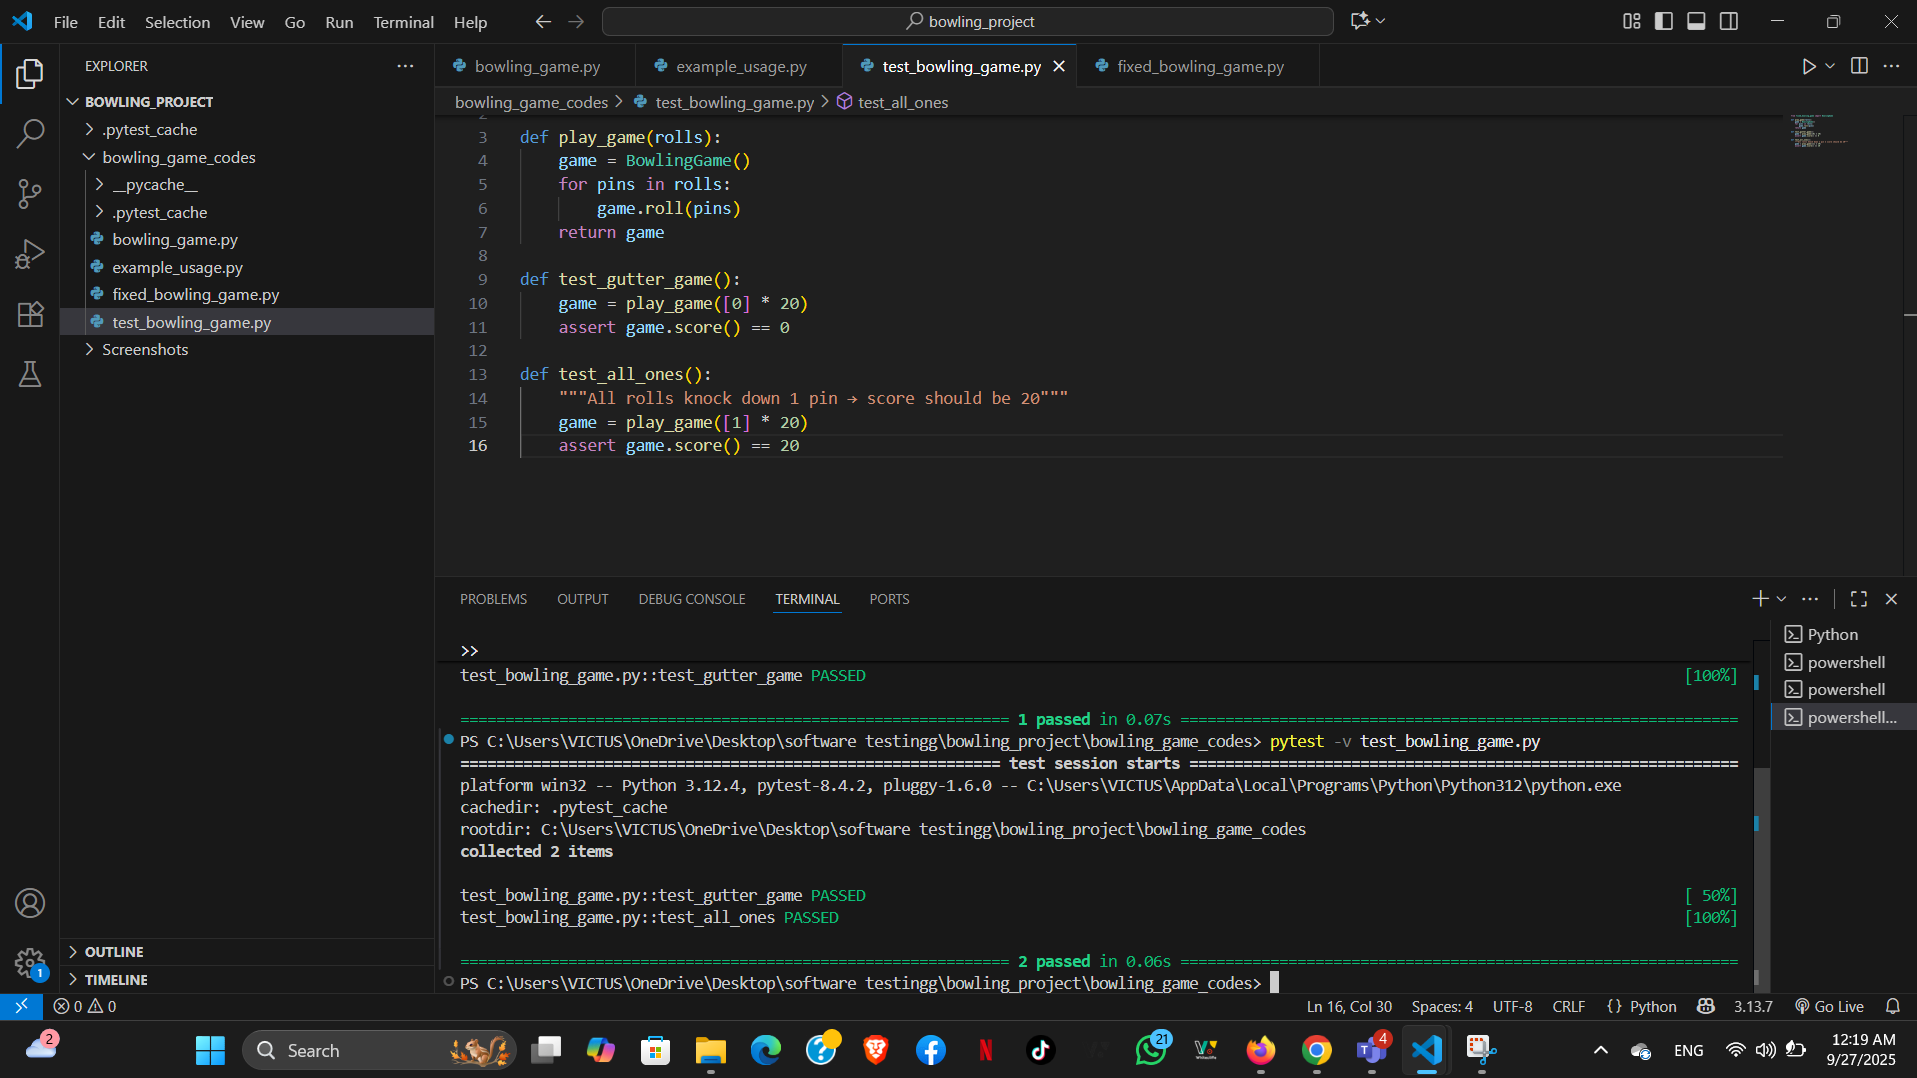 File Edit Selection View Go Run Terminal Help
bowling_project
EXPLORER
BOWLING_PROJECT
.pytest_cache
bowling_game_codes
__pycache__
.pytest_cache
bowling_game.py
example_usage.py
fixed_bowling_game.py
test_bowling_game.py
Screenshots
OUTLINE
TIMELINE
1
bowling_game.py example_usage.py test_bowling_game.py fixed_bowling_game.py
bowling_game_codes > test_bowling_game.py > test_all_ones
2
3 def play_game(rolls):
4 game = BowlingGame()
5 for pins in rolls:
6 game.roll(pins)
7 return game
8
9 def test_gutter_game():
10 game = play_game([0] * 20)
11 assert game.score() == 0
12
13 def test_all_ones():
14 """All rolls knock down 1 pin → score should be 20"""
15 game = play_game([1] * 20)
16 assert game.score() == 20
PROBLEMS OUTPUT DEBUG CONSOLE TERMINAL PORTS
>>
test_bowling_game.py::test_gutter_game PASSED [100%]
============================================================= 1 passed in 0.07s ==============================================================
PS C:\Users\VICTUS\OneDrive\Desktop\software testingg\bowling_project\bowling_game_codes> pytest -v test_bowling_game.py
============================================================ test session starts =============================================================
platform win32 -- Python 3.12.4, pytest-8.4.2, pluggy-1.6.0 -- C:\Users\VICTUS\AppData\Local\Programs\Python\Python312\python.exe
cachedir: .pytest_cache
rootdir: C:\Users\VICTUS\OneDrive\Desktop\software testingg\bowling_project\bowling_game_codes
collected 2 items
test_bowling_game.py::test_gutter_game PASSED [ 50%]
test_bowling_game.py::test_all_ones PASSED [100%]
============================================================= 2 passed in 0.06s ==============================================================
PS C:\Users\VICTUS\OneDrive\Desktop\software testingg\bowling_project\bowling_game_codes>
Python
powershell
powershell
powershell...
0 0
Ln 16, Col 30 Spaces: 4 UTF-8 CRLF {} Python 3.13.7 Go Live
2
Search
21
4
ENG
12:19 AM
9/27/2025